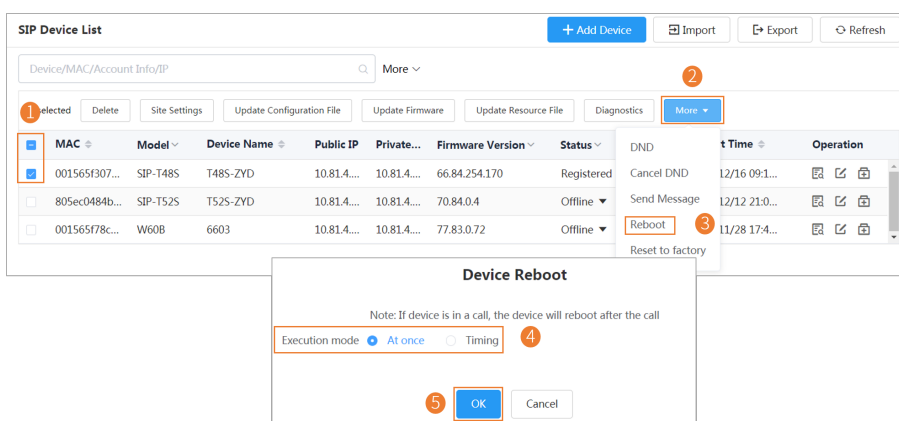 SIP Device List + Add Device Import Export Refresh
Device/MAC/Account Info/IP More
2
1 elected Delete Site Settings Update Configuration File Update Firmware Update Resource File Diagnostics More
MAC Model Device Name Public IP Private... Firmware Version Status t Time Operation
DND
001565f307... SIP-T48S T48S-ZYD 10.81.4.... 10.81.4.... 66.84.254.170 Registered Cancel DND 12/16 09:1...
805ec0484b... SIP-T52S T52S-ZYD 10.81.4.... 10.81.4.... 70.84.0.4 Offline Send Message 12/12 21:0...
001565f78c... W60B 6603 10.81.4.... 10.81.4.... 77.83.0.72 Offline Reboot 3 11/28 17:4...
Reset to factory
Device Reboot
Note: If device is in a call, the device will reboot after the call
Execution mode At once Timing 4
5 OK Cancel